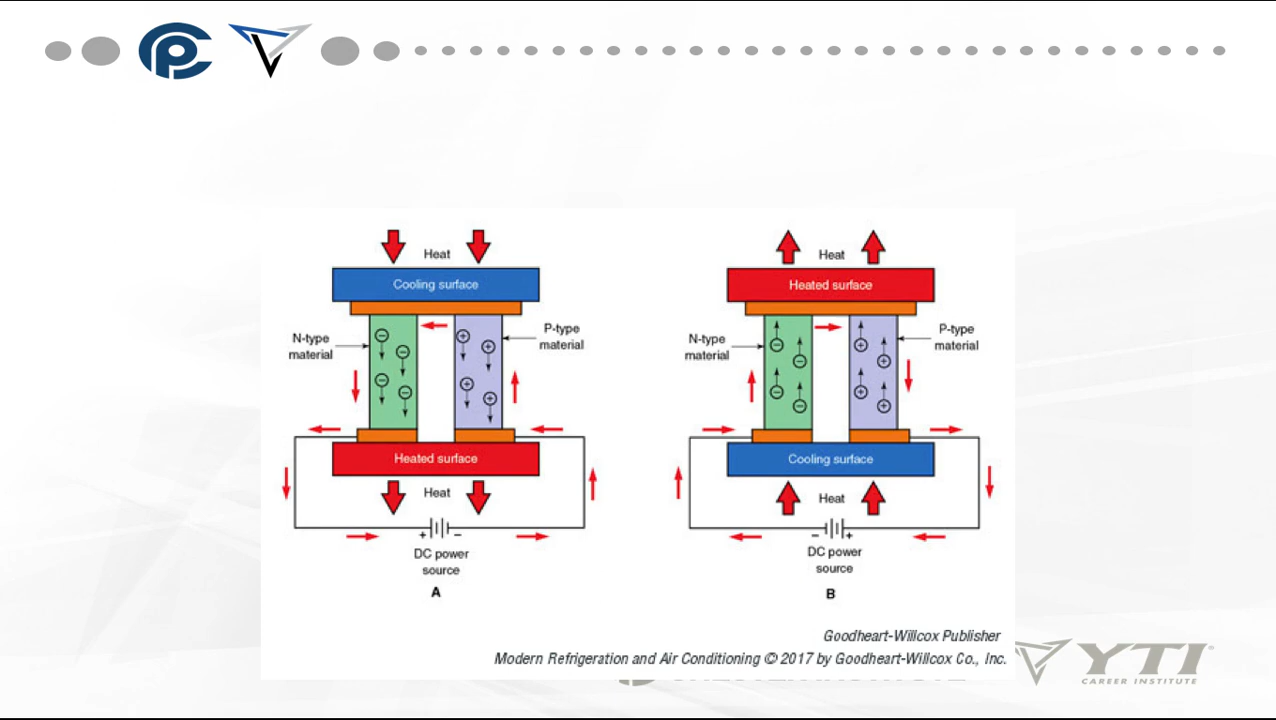 Heat
Cooling surface
N-type
material
P-type
material
Heated surface
Heat
+ −
DC power
source
A
Heat
Heated surface
N-type
material
P-type
material
Cooling surface
Heat
− +
DC power
source
B
Goodheart-Willcox Publisher
Modern Refrigeration and Air Conditioning © 2017 by Goodheart-Willcox Co., Inc.
YTI
CAREER INSTITUTE